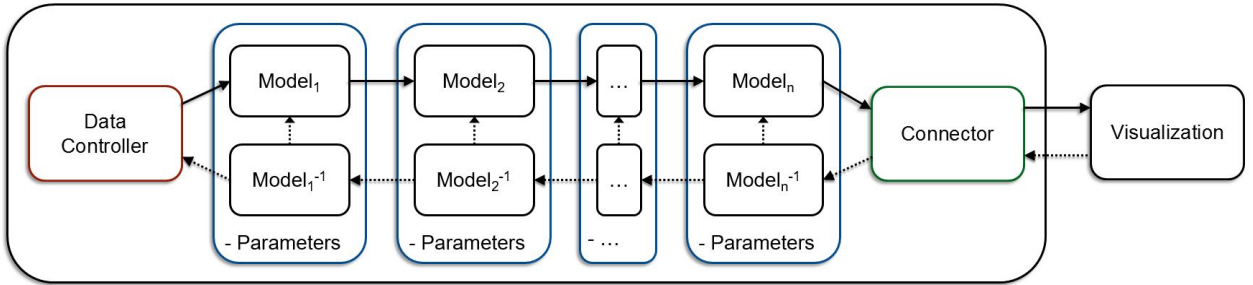 Data
Controller
Model₁
Model₂
...
Modelₙ
Model₁⁻¹
Model₂⁻¹
...
Modelₙ⁻¹
- Parameters
- Parameters
- ...
- Parameters
Connector
Visualization